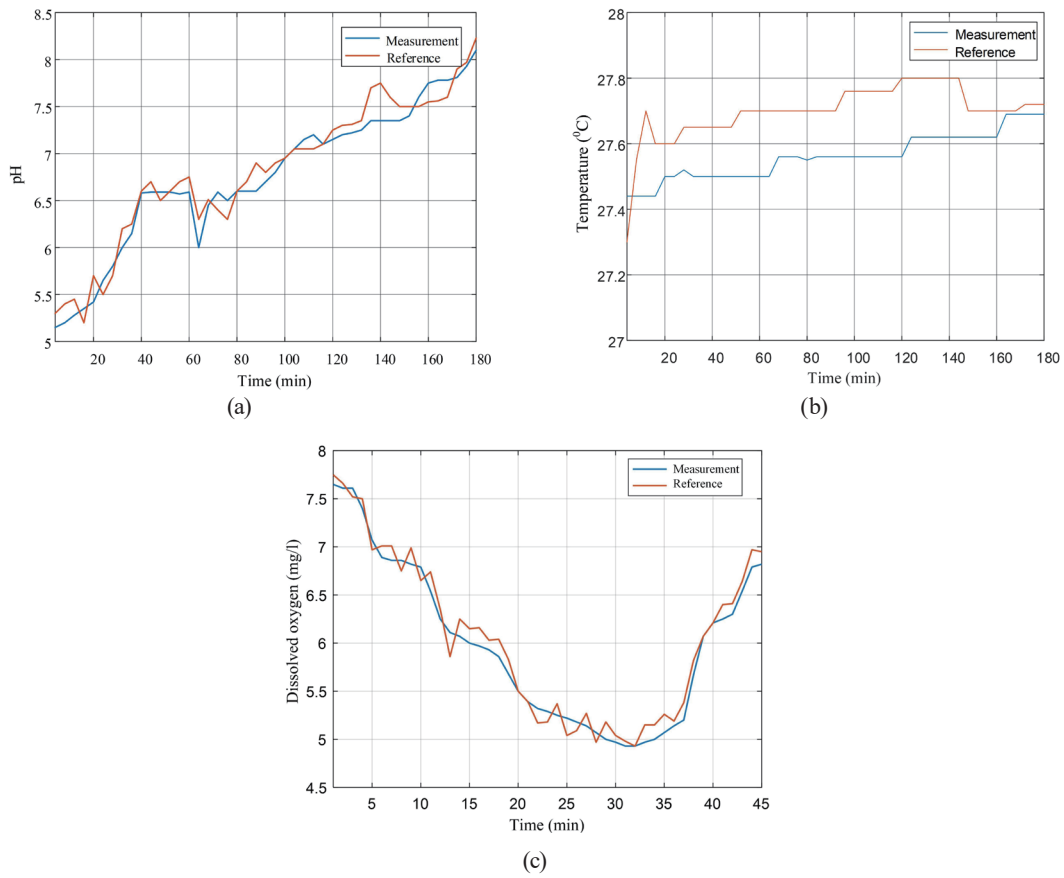 8.5
8
7.5
7
6.5
6
5.5
5
pH
Measurement
Reference
20 40 60 80 100 120 140 160 180
Time (min)
(a)
28
27.8
27.6
27.4
27.2
27
Temperature (⁰C)
Measurement
Reference
20 40 60 80 100 120 140 160 180
Time (min)
(b)
8
7.5
7
6.5
6
5.5
5
4.5
Dissolved oxygen (mg/l)
Measurement
Reference
5 10 15 20 25 30 35 40 45
Time (min)
(c)